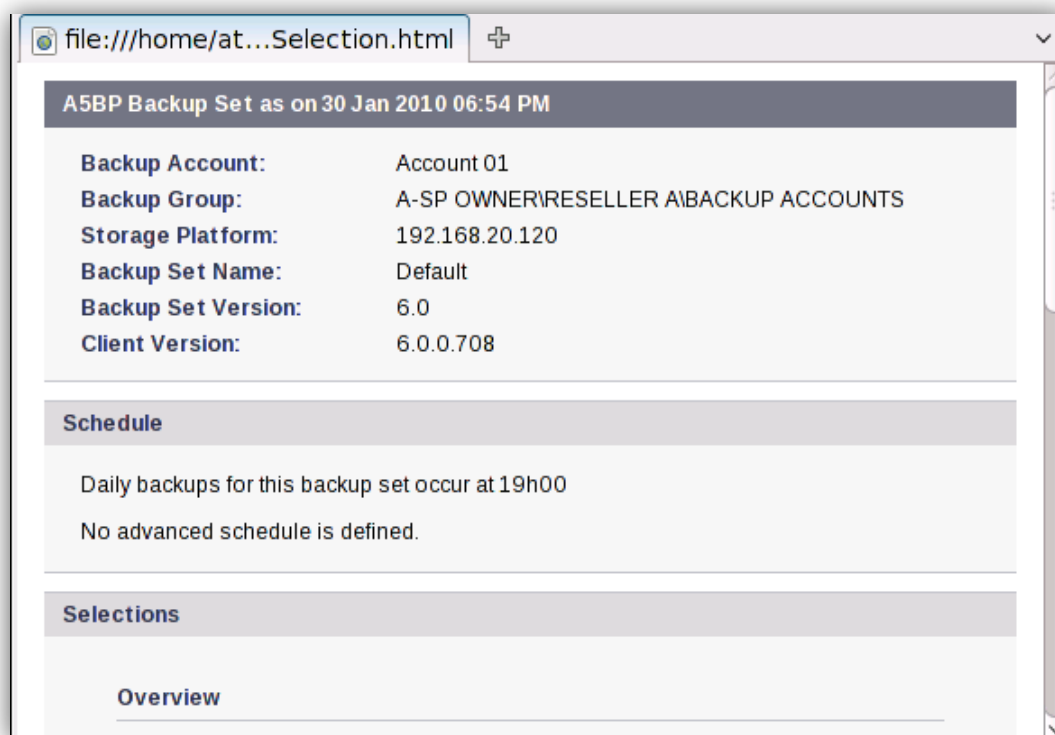 file:///home/at...Selection.html
A5BP Backup Set as on 30 Jan 2010 06:54 PM
Backup Account: Account 01
Backup Group: A-SP OWNER\RESELLER A\BACKUP ACCOUNTS
Storage Platform: 192.168.20.120
Backup Set Name: Default
Backup Set Version: 6.0
Client Version: 6.0.0.708
Schedule
Daily backups for this backup set occur at 19h00
No advanced schedule is defined.
Selections
Overview